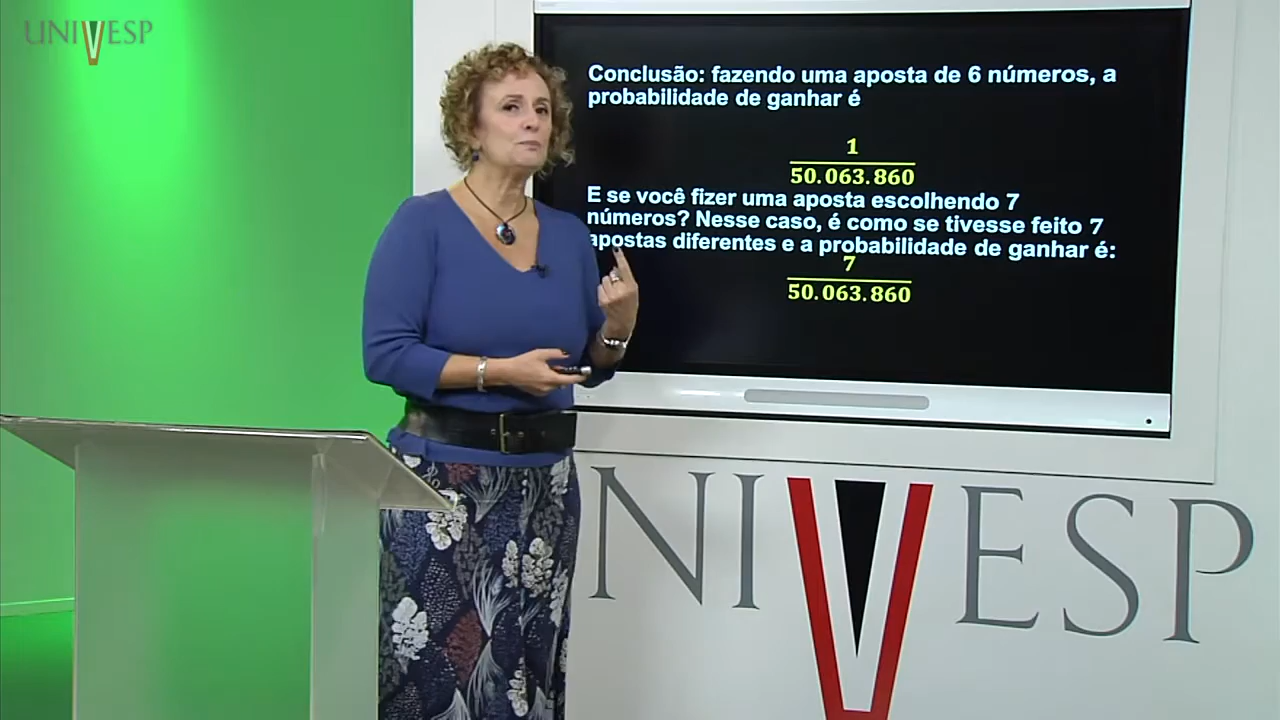 UNIVESP
Conclusão: fazendo uma aposta de 6 números, a
probabilidade de ganhar é
1
50.063.860
E se você fizer uma aposta escolhendo 7
números? Nesse caso, é como se tivesse feito 7
apostas diferentes e a probabilidade de ganhar é:
7
50.063.860
NIVESP